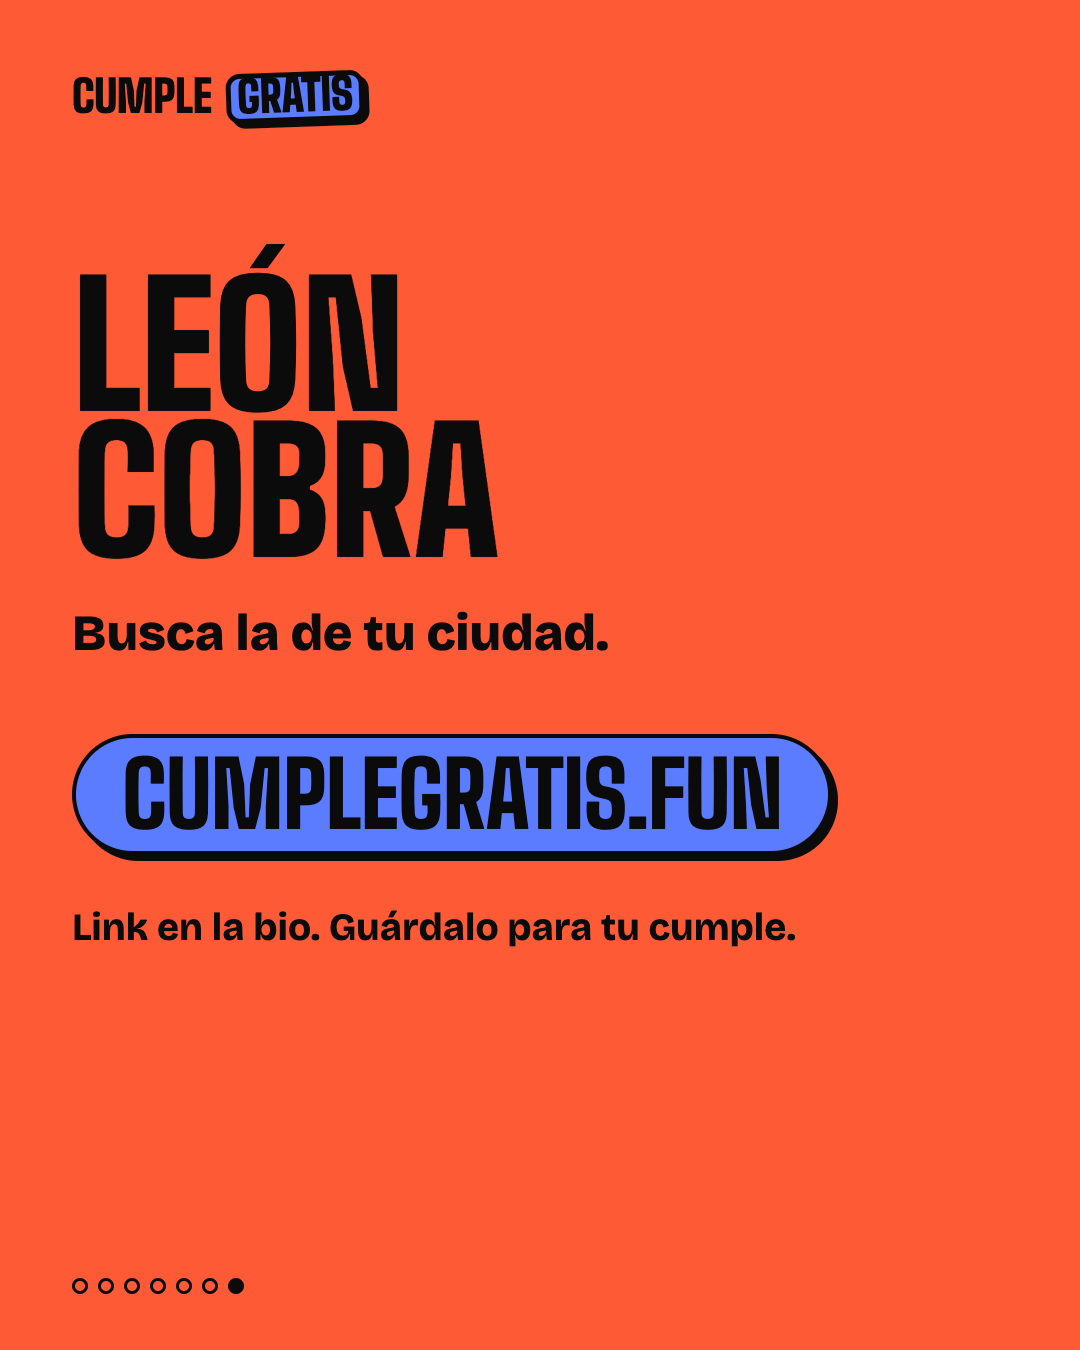 CUMPLE GRATIS
LEÓN
COBRA
Busca la de tu ciudad.
CUMPLEGRATIS.FUN
Link en la bio. Guárdalo para tu cumple.